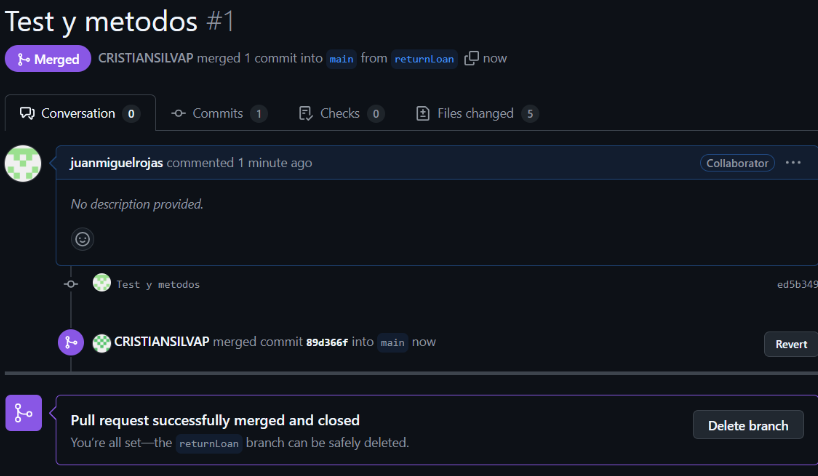 Test y metodos #1
Merged CRISTIANSILVAP merged 1 commit into main from returnLoan now
Conversation 0 Commits 1 Checks 0 Files changed 5
juanmiguelrojas commented 1 minute ago Collaborator
No description provided.
Test y metodos ed5b349
CRISTIANSILVAP merged commit 89d366f into main now Revert
Pull request successfully merged and closed
You're all set—the returnLoan branch can be safely deleted.
Delete branch